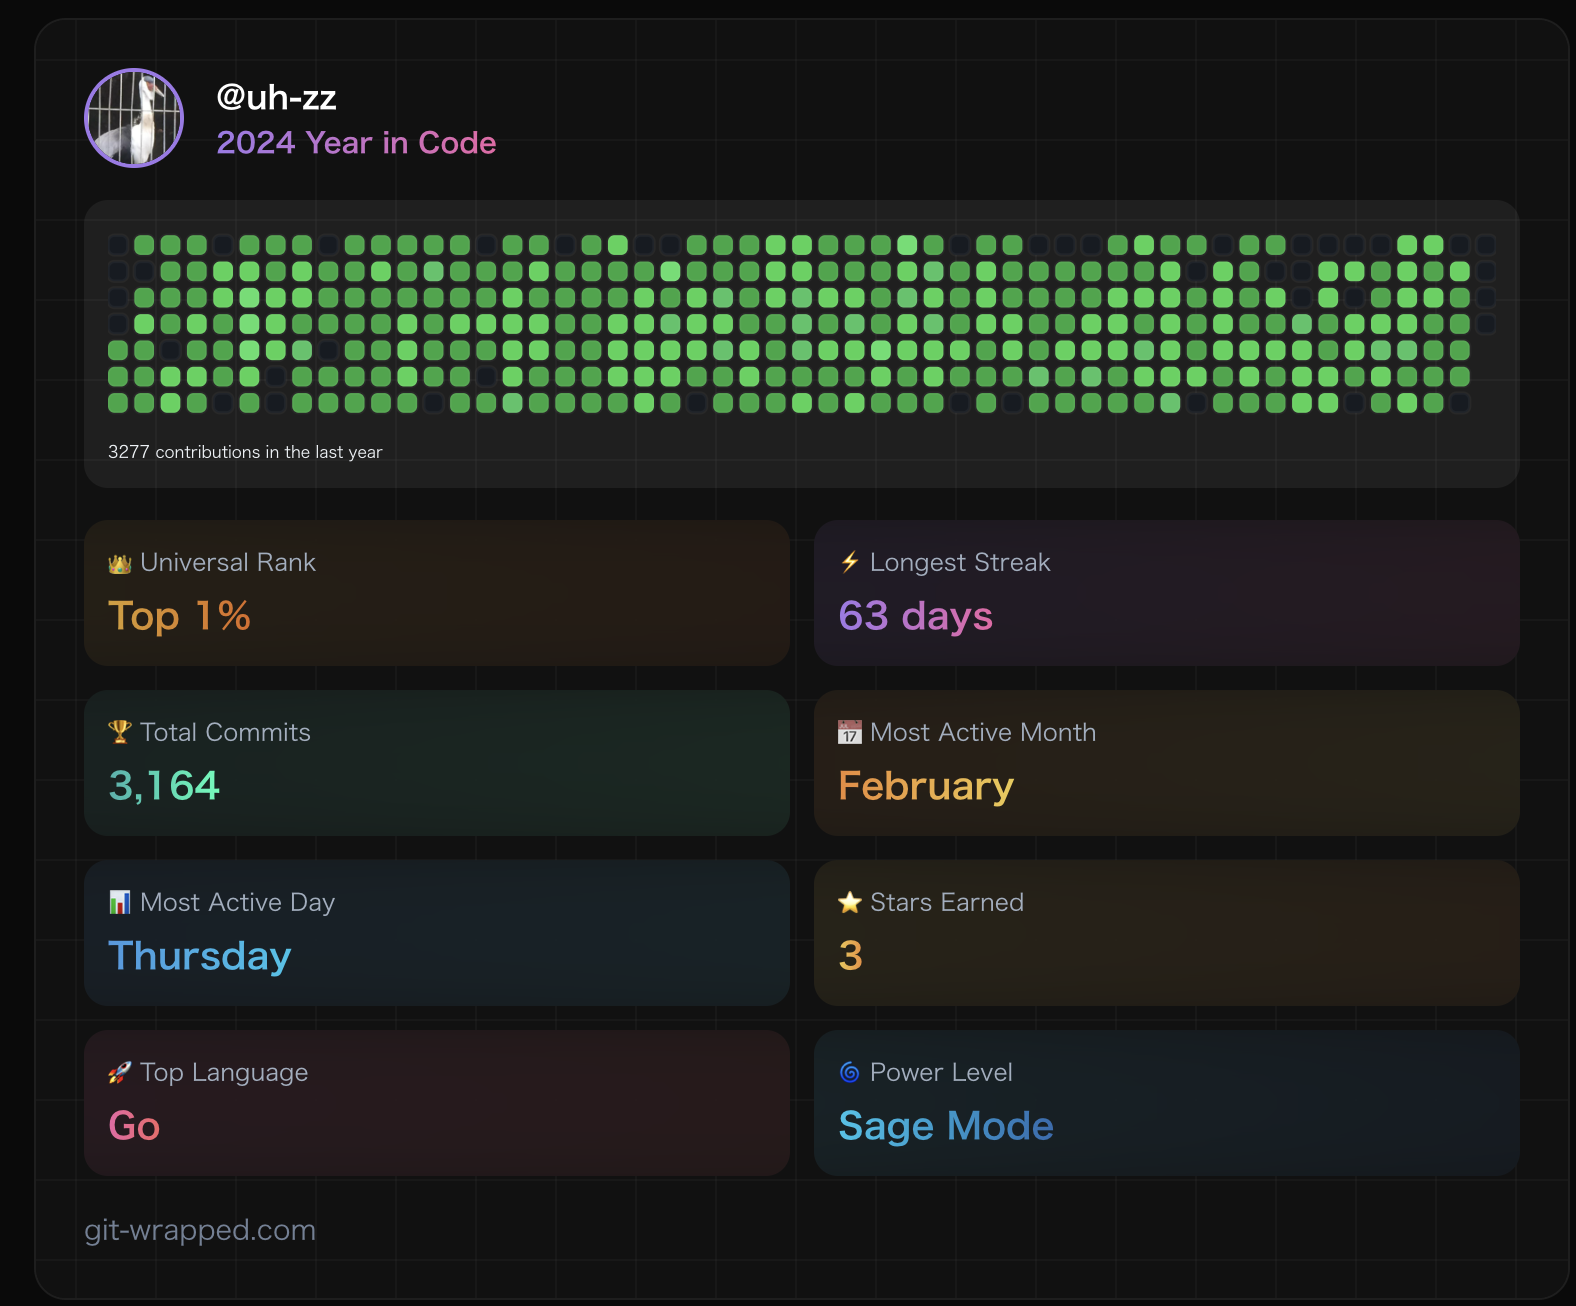 @uh-zz
2024 Year in Code
3277 contributions in the last year
👑 Universal Rank
Top 1%
⚡ Longest Streak
63 days
🏆 Total Commits
3,164
📅 Most Active Month
February
📊 Most Active Day
Thursday
⭐ Stars Earned
3
🚀 Top Language
Go
🌀 Power Level
Sage Mode
git-wrapped.com